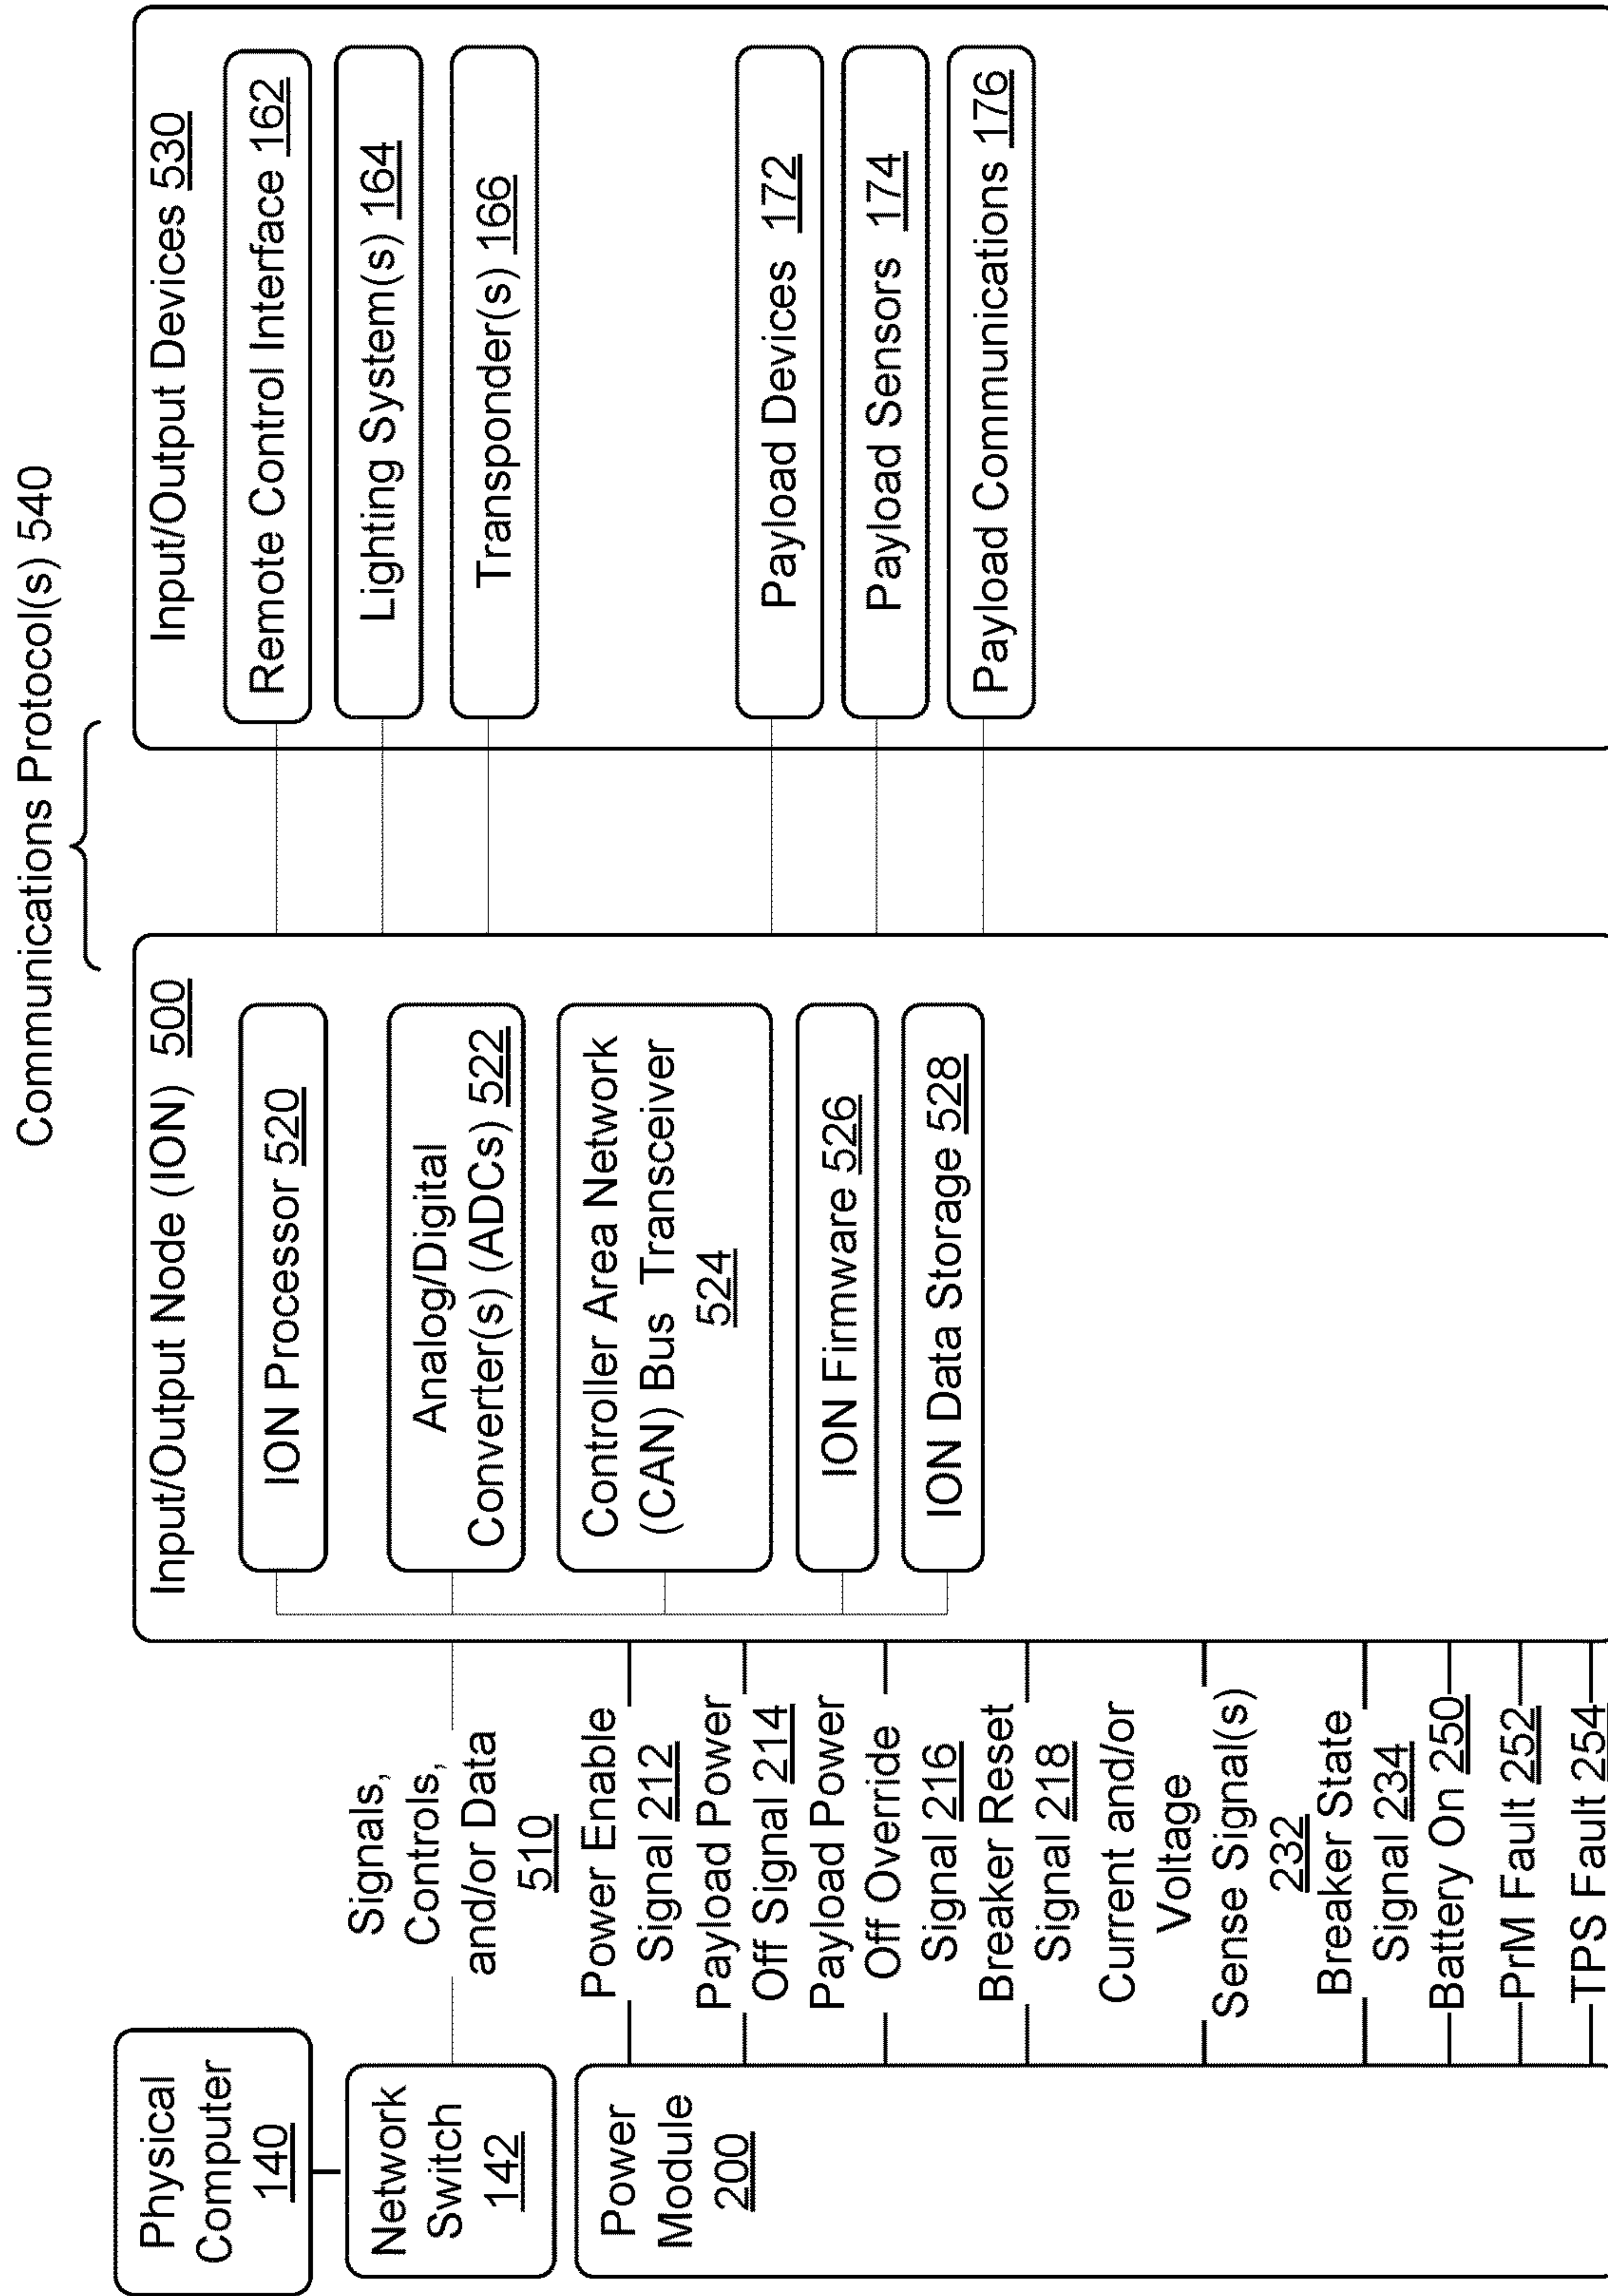 Communications Protocol(s) 540
Physical
Computer
140
Network
Switch
142
Power
Module
200
Signals,
Controls,
and/or Data
510
Power Enable
Signal 212
Payload Power
Off Signal 214
Payload Power
Off Override
Signal 216
Breaker Reset
Signal 218
Current and/or
Voltage
Sense Signal(s)
232
Breaker State
Signal 234
Battery On 250
PrM Fault 252
TPS Fault 254
Input/Output Node (ION) 500
ION Processor 520
Analog/Digital
Converter(s) (ADCs) 522
Controller Area Network
(CAN) Bus Transceiver
524
ION Firmware 526
ION Data Storage 528
Input/Output Devices 530
Remote Control Interface 162
Lighting System(s) 164
Transponder(s) 166
Payload Devices 172
Payload Sensors 174
Payload Communications 176